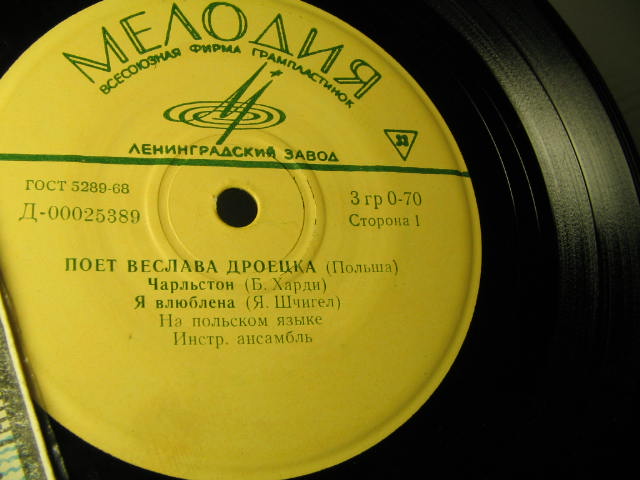 МЕЛОДИЯ
ВСЕСОЮЗНАЯ ФИРМА ГРАМПЛАСТИНОК
ЛЕНИНГРАДСКИЙ ЗАВОД
33
ГОСТ 5289-68
Д-00025389
3 гр 0-70
Сторона 1
ПОЕТ ВЕСЛАВА ДРОЕЦКА (Польша)
Чарльстон (Б. Харди)
Я влюблена (Я. Шчигел)
На польском языке
Инстр. ансамбль